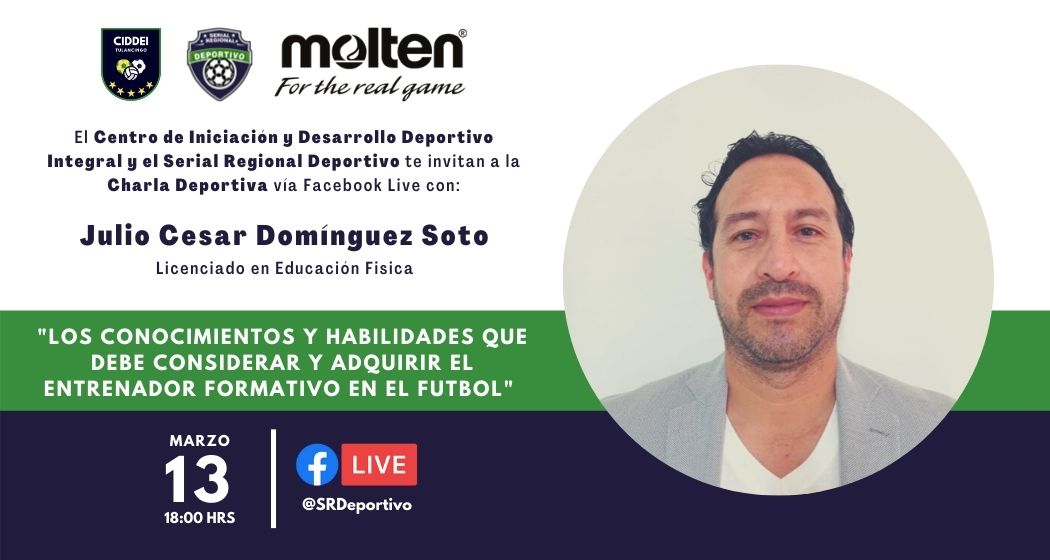 CIDDEI
TULANCINGO
SERIAL
REGIONAL
DEPORTIVO
molten®
For the real game
El Centro de Iniciación y Desarrollo Deportivo
Integral y el Serial Regional Deportivo te invitan a la
Charla Deportiva vía Facebook Live con:
Julio Cesar Domínguez Soto
Licenciado en Educación Fisica
"LOS CONOCIMIENTOS Y HABILIDADES QUE
DEBE CONSIDERAR Y ADQUIRIR EL
ENTRENADOR FORMATIVO EN EL FUTBOL"
MARZO
13
18:00 HRS
f LIVE
@SRDeportivo